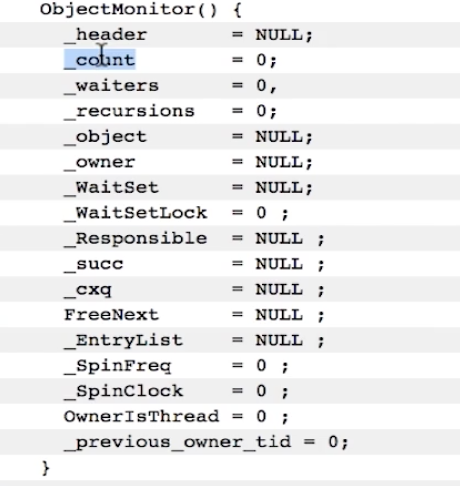 ObjectMonitor() {
_header = NULL;
_count = 0;
_waiters = 0,
_recursions = 0;
_object = NULL;
_owner = NULL;
_WaitSet = NULL;
_WaitSetLock = 0 ;
_Responsible = NULL ;
_succ = NULL ;
_cxq = NULL ;
FreeNext = NULL ;
_EntryList = NULL ;
_SpinFreq = 0 ;
_SpinClock = 0 ;
OwnerIsThread = 0 ;
_previous_owner_tid = 0;
}